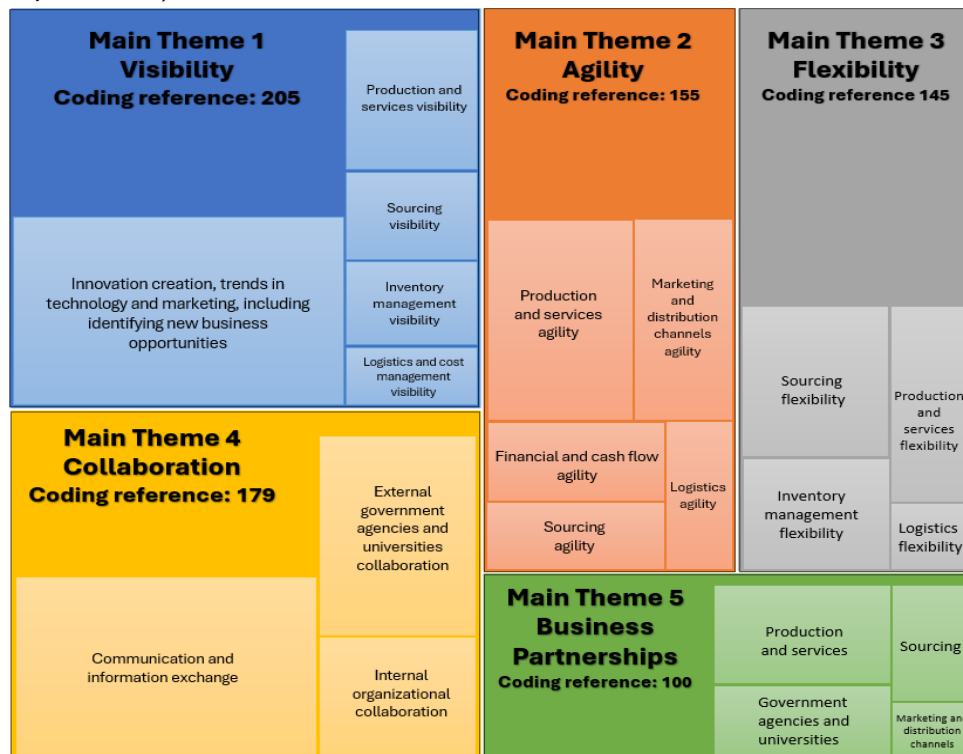 Main Theme 1
Visibility
Coding reference: 205
Production and
services visibility
Sourcing
visibility
Innovation creation, trends in
technology and marketing, including
identifying new business
opportunities
Inventory
management
visibility
Logistics and cost
management
visibility
Main Theme 2
Agility
Coding reference: 155
Production
and services
agility
Marketing
and
distribution
channels
agility
Financial and cash flow
agility
Sourcing
agility
Logistics
agility
Main Theme 3
Flexibility
Coding reference 145
Sourcing
flexibility
Production
and
services
flexibility
Inventory
management
flexibility
Logistics
flexibility
Main Theme 4
Collaboration
Coding reference: 179
External
government
agencies and
universities
collaboration
Communication and
information exchange
Internal
organizational
collaboration
Main Theme 5
Business
Partnerships
Coding reference: 100
Production
and services
Sourcing
Government
agencies and
universities
Marketing and
distribution
channels